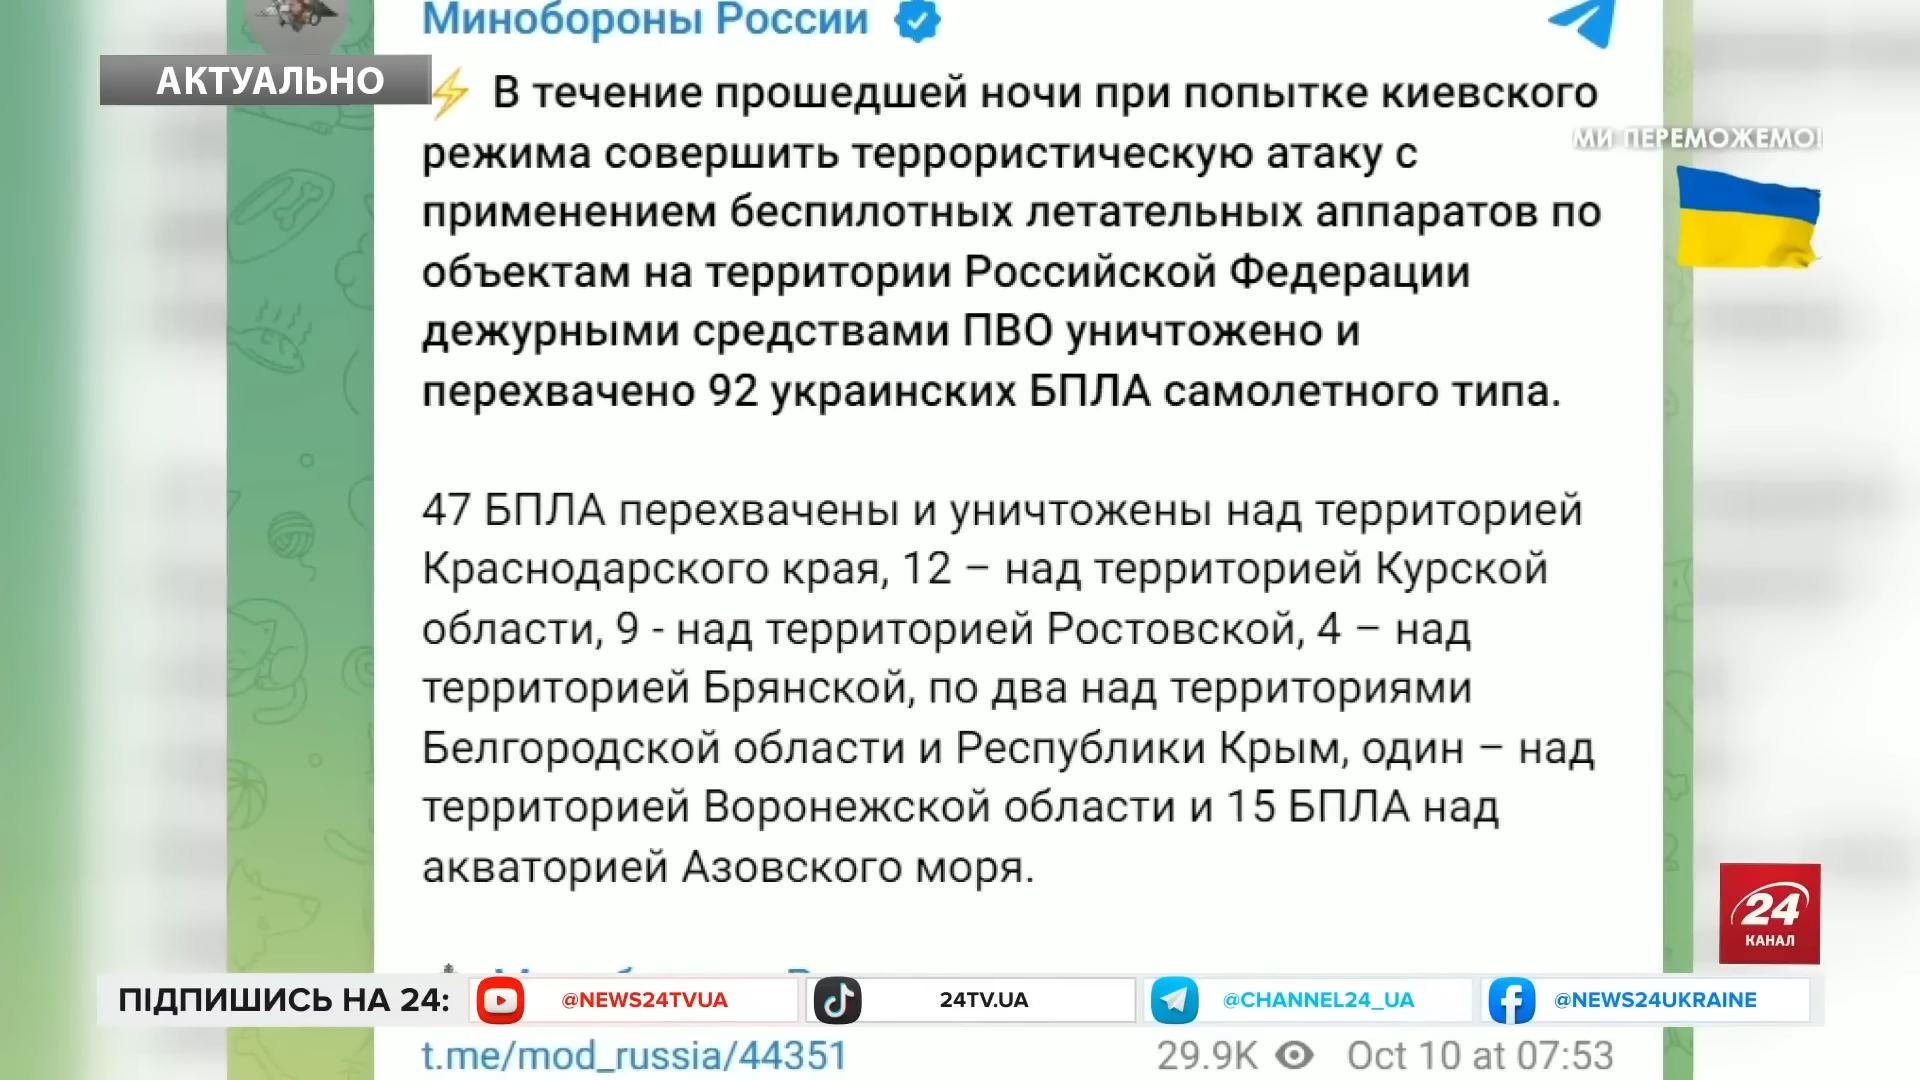 Минобороны России
АКТУАЛЬНО
⚡ В течение прошедшей ночи при попытке киевского
режима совершить террористическую атаку с
применением беспилотных летательных аппаратов по
объектам на территории Российской Федерации
дежурными средствами ПВО уничтожено и
перехвачено 92 украинских БПЛА самолетного типа.
МИ ПЕРЕМОЖЕМО!
47 БПЛА перехвачены и уничтожены над территорией
Краснодарского края, 12 – над территорией Курской
области, 9 - над территорией Ростовской, 4 – над
территорией Брянской, по два над территориями
Белгородской области и Республики Крым, один – над
территорией Воронежской области и 15 БПЛА над
акваторией Азовского моря.
24
КАНАЛ
ПІДПИШИСЬ НА 24: @NEWS24TVUA 24TV.UA @CHANNEL24_UA @NEWS24UKRAINE
t.me/mod_russia/44351 29.9K Oct 10 at 07:53